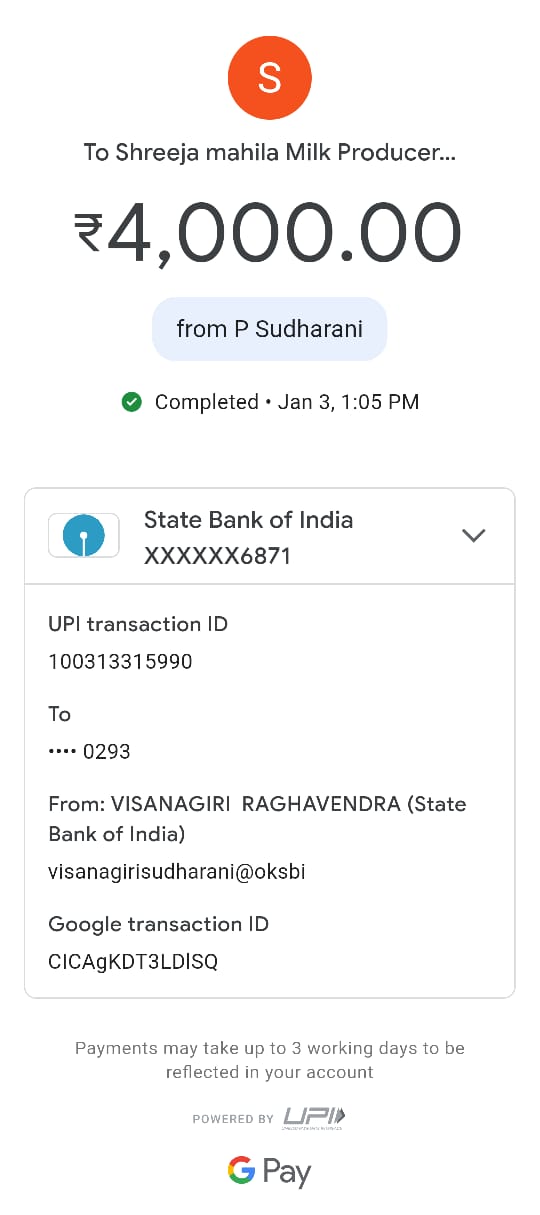 S
To Shreeja mahila Milk Producer...
₹4,000.00
from P Sudharani
Completed • Jan 3, 1:05 PM
State Bank of India
XXXXXX6871
UPI transaction ID
100313315990
To
•••• 0293
From: VISANAGIRI RAGHAVENDRA (State
Bank of India)
visanagirisudharani@oksbi
Google transaction ID
CICAgKDT3LDlSQ
Payments may take up to 3 working days to be
reflected in your account
POWERED BY UPI
G Pay